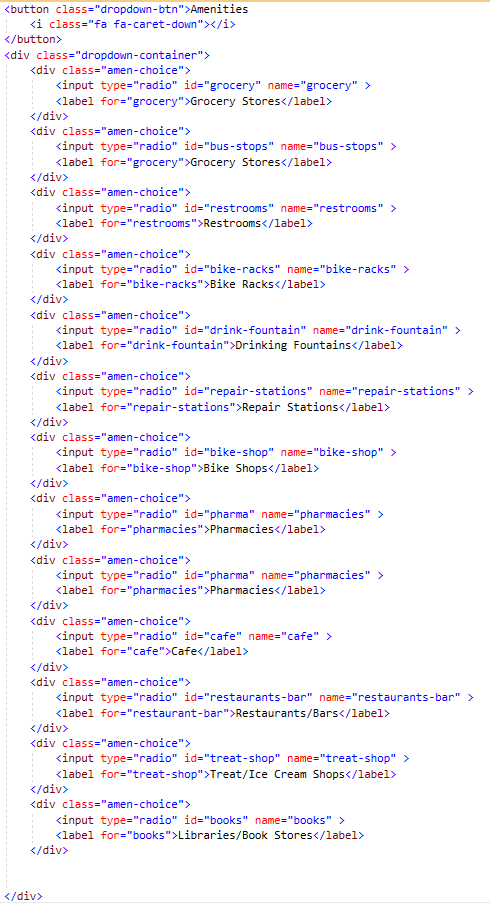 <button class="dropdown-btn">Amenities
<i class="fa fa-caret-down"></i>
</button>
<div class="dropdown-container">
<div class="amen-choice">
<input type="radio" id="grocery" name="grocery" >
<label for="grocery">Grocery Stores</label>
</div>
<div class="amen-choice">
<input type="radio" id="bus-stops" name="bus-stops" >
<label for="grocery">Grocery Stores</label>
</div>
<div class="amen-choice">
<input type="radio" id="restrooms" name="restrooms" >
<label for="restrooms">Restrooms</label>
</div>
<div class="amen-choice">
<input type="radio" id="bike-racks" name="bike-racks" >
<label for="bike-racks">Bike Racks</label>
</div>
<div class="amen-choice">
<input type="radio" id="drink-fountain" name="drink-fountain" >
<label for="drink-fountain">Drinking Fountains</label>
</div>
<div class="amen-choice">
<input type="radio" id="repair-stations" name="repair-stations" >
<label for="repair-stations">Repair Stations</label>
</div>
<div class="amen-choice">
<input type="radio" id="bike-shop" name="bike-shop" >
<label for="bike-shop">Bike Shops</label>
</div>
<div class="amen-choice">
<input type="radio" id="pharma" name="pharmacies" >
<label for="pharmacies">Pharmacies</label>
</div>
<div class="amen-choice">
<input type="radio" id="pharma" name="pharmacies" >
<label for="pharmacies">Pharmacies</label>
</div>
<div class="amen-choice">
<input type="radio" id="cafe" name="cafe" >
<label for="cafe">Cafe</label>
</div>
<div class="amen-choice">
<input type="radio" id="restaurants-bar" name="restaurants-bar" >
<label for="restaurant-bar">Restaurants/Bars</label>
</div>
<div class="amen-choice">
<input type="radio" id="treat-shop" name="treat-shop" >
<label for="treat-shop">Treat/Ice Cream Shops</label>
</div>
<div class="amen-choice">
<input type="radio" id="books" name="books" >
<label for="books">Libraries/Book Stores</label>
</div>
</div>